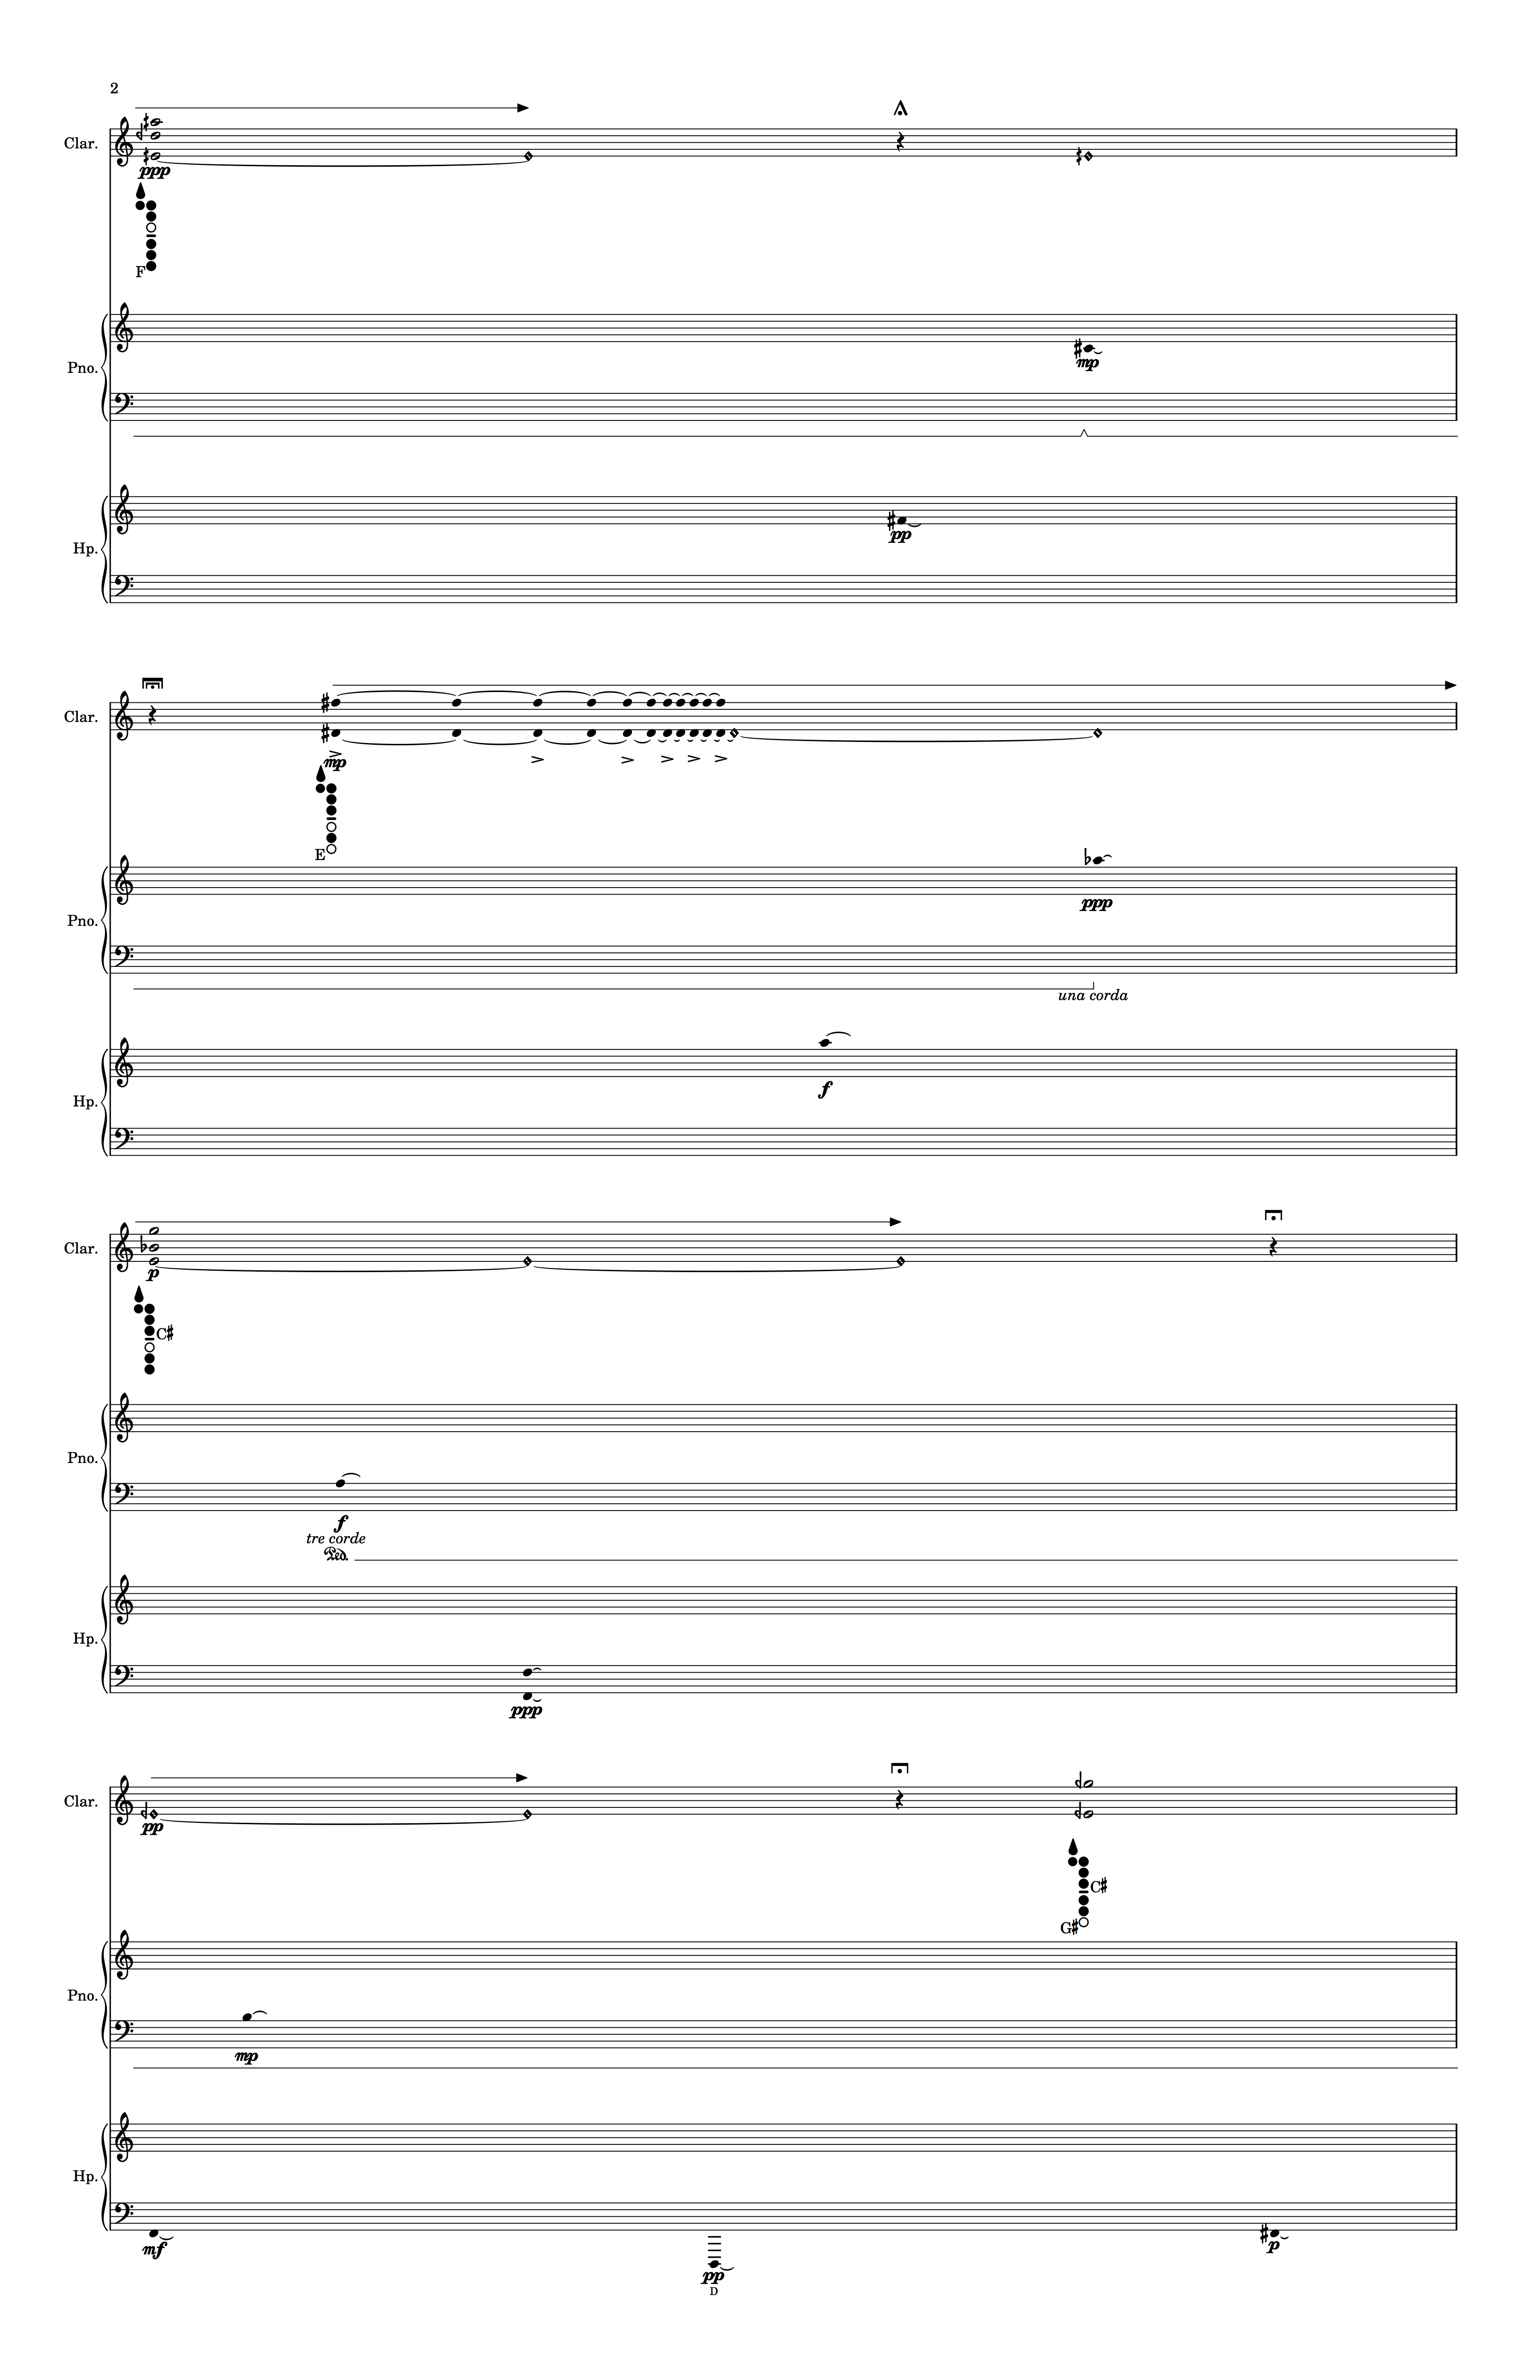 2
Clar.
ppp
F
Pno.
mp
Hp.
pp
Clar.
mp
E
Pno.
ppp
una corda
Hp.
f
Clar.
p
C♯
Pno.
f
tre corde
Ped.
Hp.
ppp
Clar.
pp
C♯
G♯
Pno.
mp
Hp.
mf
p
pp
D